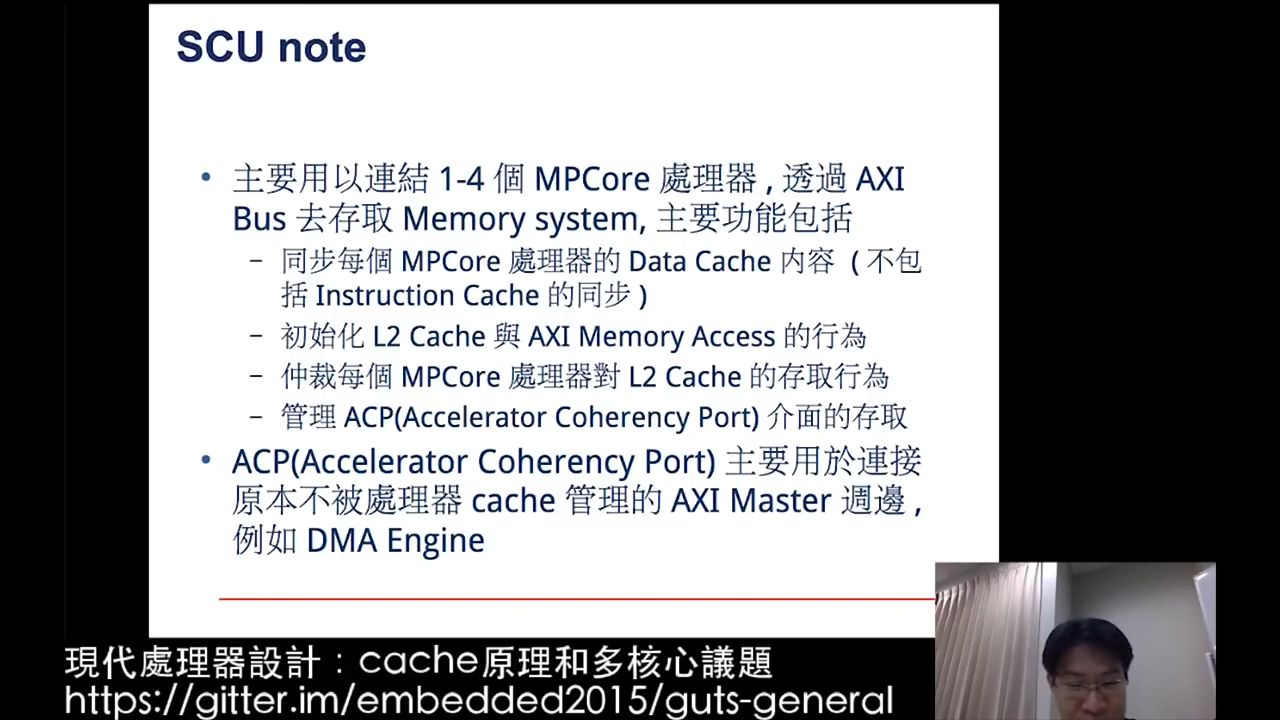 SCU note
• 主要用以連結 1-4 個 MPCore 處理器 , 透過 AXI
Bus 去存取 Memory system, 主要功能包括
– 同步每個 MPCore 處理器的 Data Cache 內容 ( 不包
括 Instruction Cache 的同步 )
– 初始化 L2 Cache 與 AXI Memory Access 的行為
– 仲裁每個 MPCore 處理器對 L2 Cache 的存取行為
– 管理 ACP(Accelerator Coherency Port) 介面的存取
• ACP(Accelerator Coherency Port) 主要用於連接
原本不被處理器 cache 管理的 AXI Master 週邊 ,
例如 DMA Engine
現代處理器設計：cache原理和多核心議題
https://gitter.im/embedded2015/guts-general